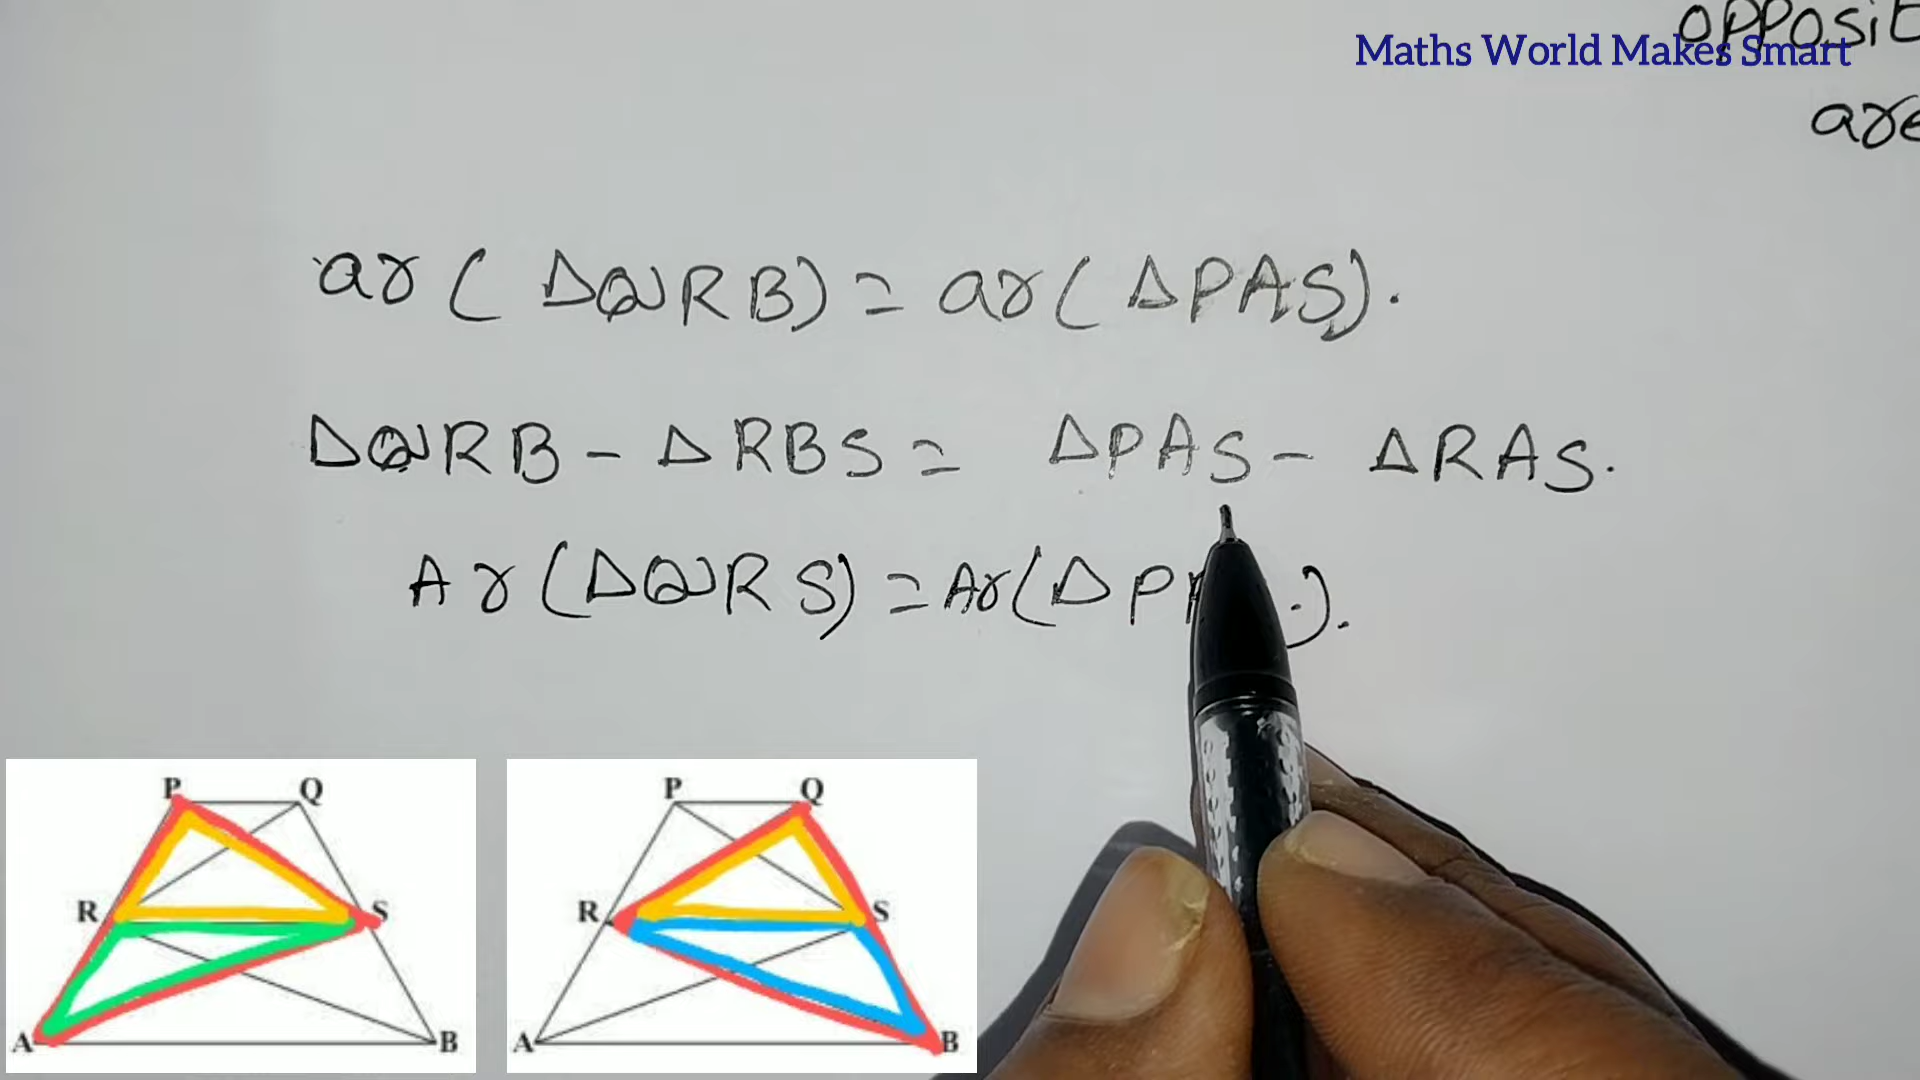 opposit
Maths World Makes Smart
are
ar( ΔQRB) = ar( ΔPAS).
ΔQRB - ΔRBS = ΔPAS - ΔRAS.
Ar(ΔQRS) = Ar(ΔP
P Q
R S
A B
P Q
R S
A B